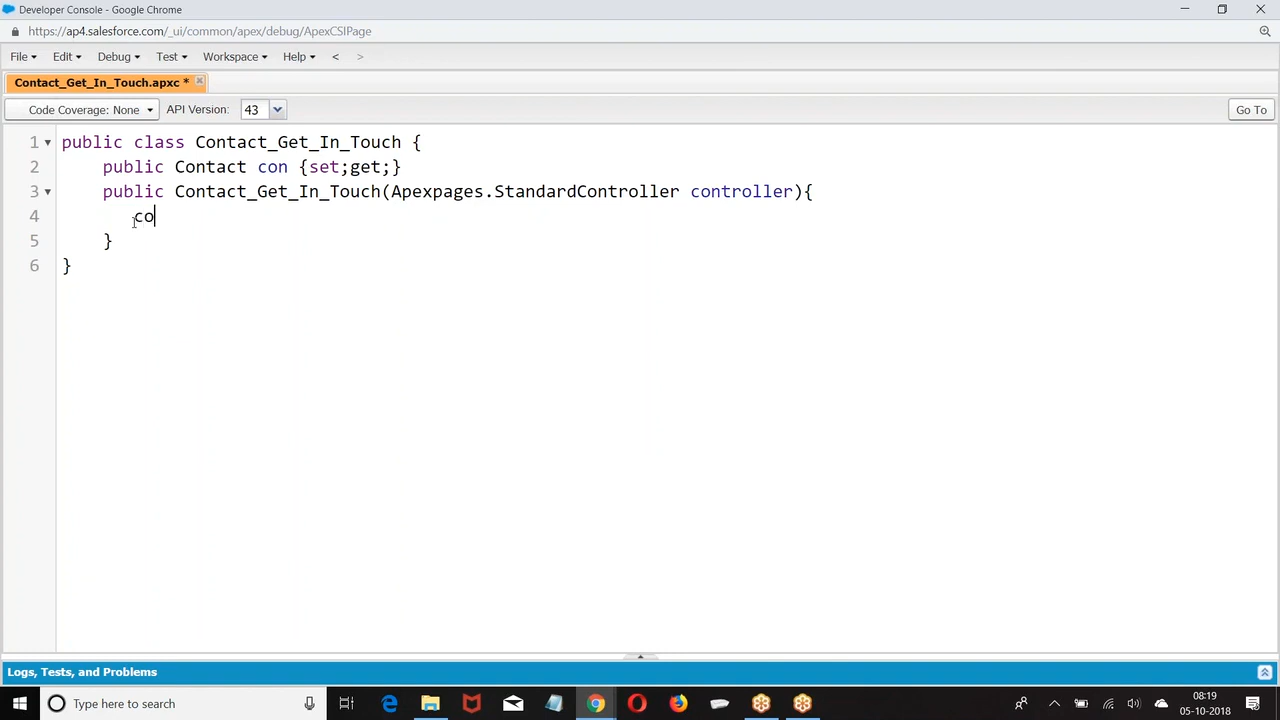 Developer Console - Google Chrome
https://ap4.salesforce.com/_ui/common/apex/debug/ApexCSIPage
File Edit Debug Test Workspace Help < >
Contact_Get_In_Touch.apxc *
Code Coverage: None API Version: 43 Go To
1 public class Contact_Get_In_Touch {
2 public Contact con {set;get;}
3 public Contact_Get_In_Touch(Apexpages.StandardController controller){
4 co
5 }
6 }
Logs, Tests, and Problems
Type here to search
08:19
05-10-2018